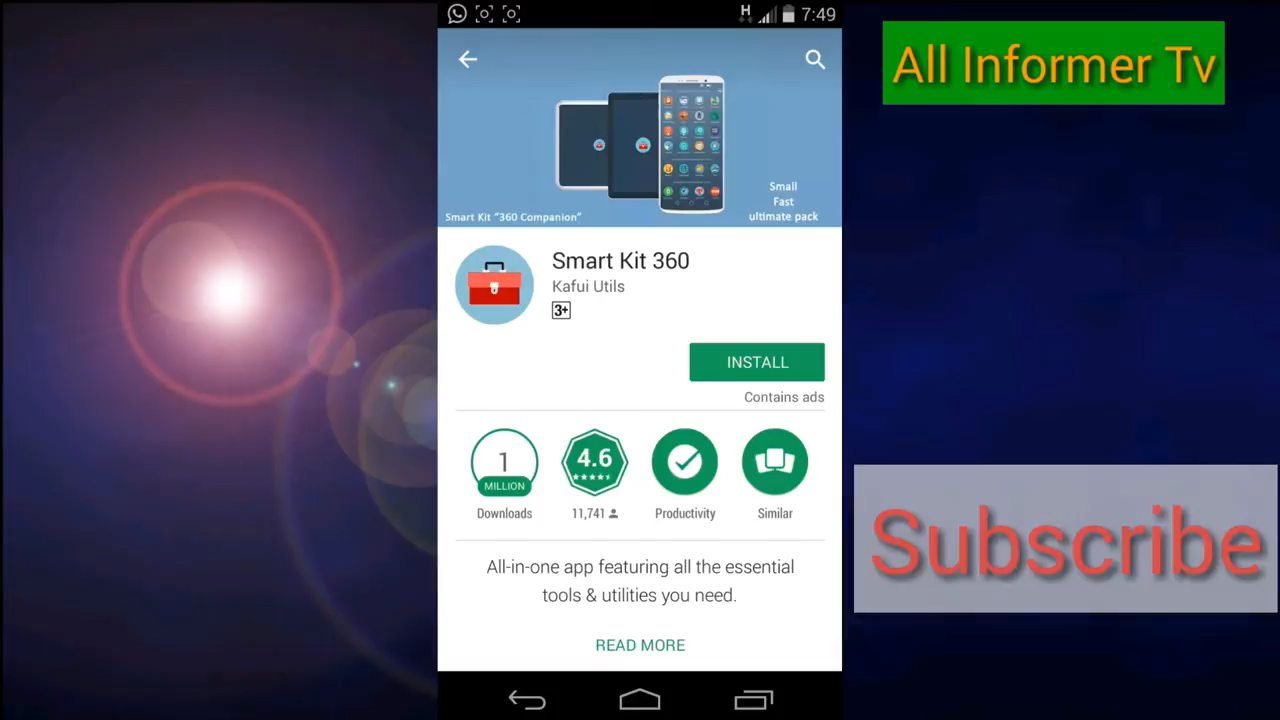 H 7:49
All Informer Tv
Small
Fast
ultimate pack
Smart Kit "360 Companion"
Smart Kit 360
Kafui Utils
3+
INSTALL
Contains ads
1
MILLION
4.6
Downloads
11,741
Productivity
Similar
Subscribe
All-in-one app featuring all the essential
tools & utilities you need.
READ MORE